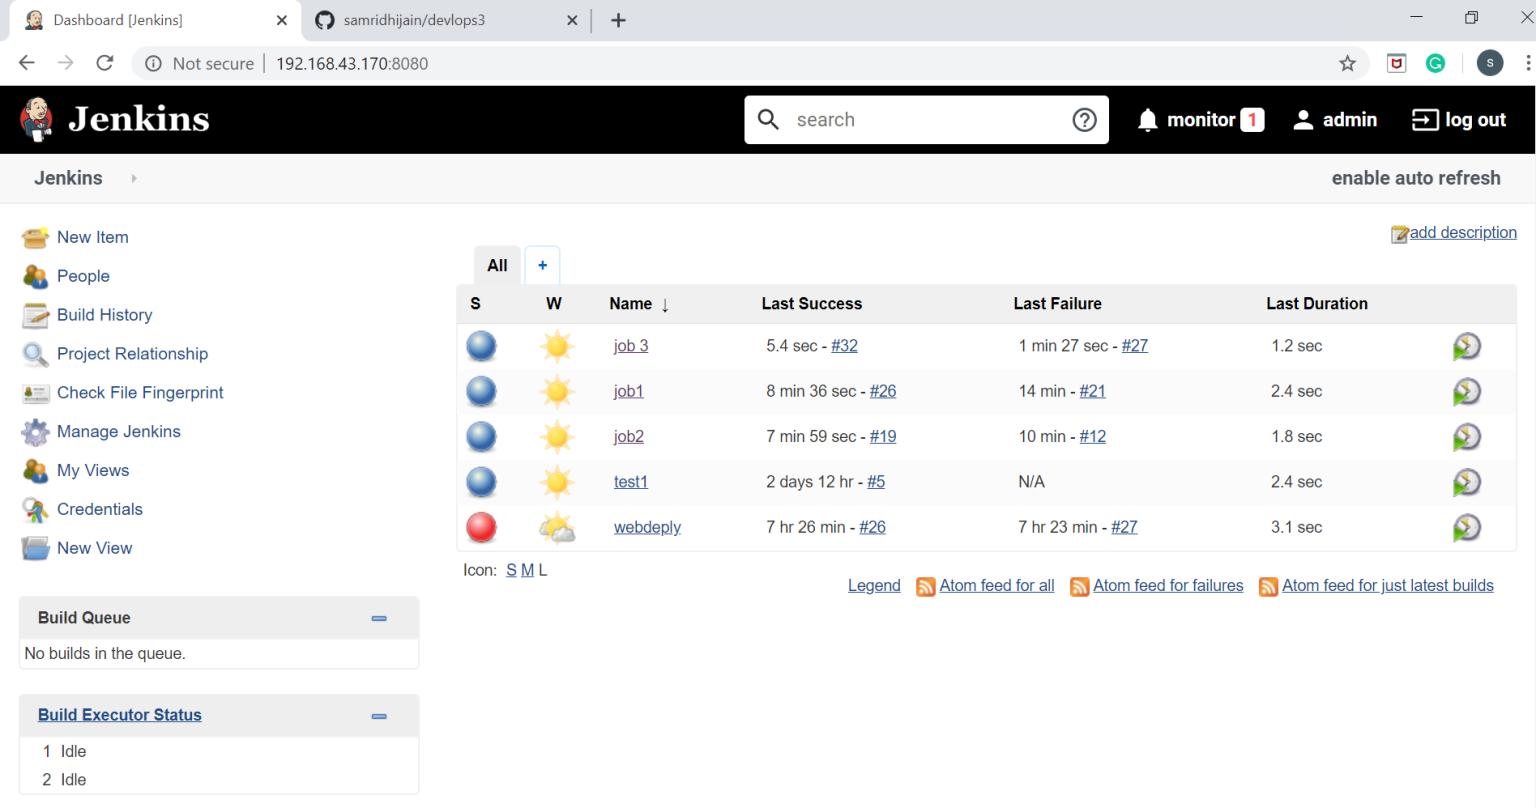 Dashboard [Jenkins]
samridhijain/devlops3
Not secure
192.168.43.170:8080
S
Jenkins
search
monitor 1
admin
log out
Jenkins
enable auto refresh
New Item
People
Build History
Project Relationship
Check File Fingerprint
Manage Jenkins
My Views
Credentials
New View
Build Queue
No builds in the queue.
Build Executor Status
1 Idle
2 Idle
add description
All +
S W Name ↓ Last Success Last Failure Last Duration
job 3 5.4 sec - #32 1 min 27 sec - #27 1.2 sec
job1 8 min 36 sec - #26 14 min - #21 2.4 sec
job2 7 min 59 sec - #19 10 min - #12 1.8 sec
test1 2 days 12 hr - #5 N/A 2.4 sec
webdeply 7 hr 26 min - #26 7 hr 23 min - #27 3.1 sec
Icon: S M L
Legend Atom feed for all Atom feed for failures Atom feed for just latest builds